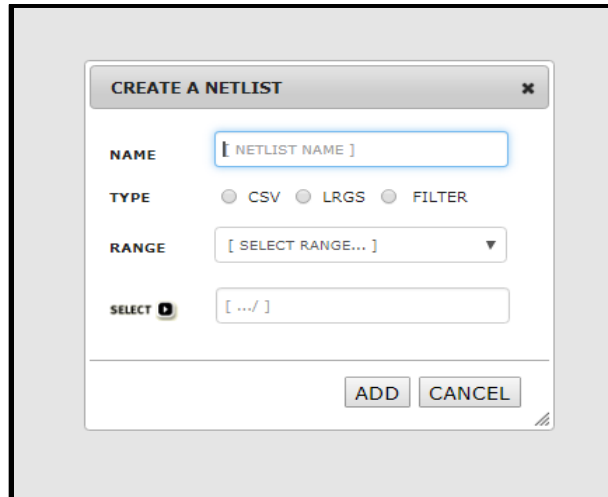 CREATE A NETLIST
NAME [ NETLIST NAME ]
TYPE CSV LRGS FILTER
RANGE [ SELECT RANGE... ]
SELECT [ .../ ]
ADD CANCEL